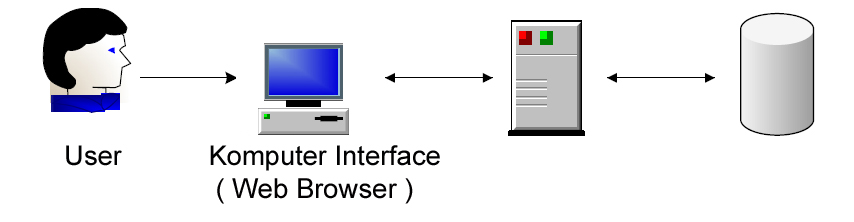 User
Komputer Interface
( Web Browser )